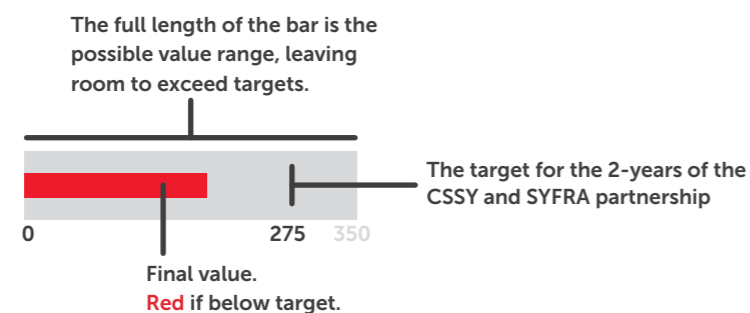 The full length of the bar is the
possible value range, leaving
room to exceed targets.
The target for the 2-years of the
CSSY and SYFRA partnership
0
275
350
Final value.
Red if below target.